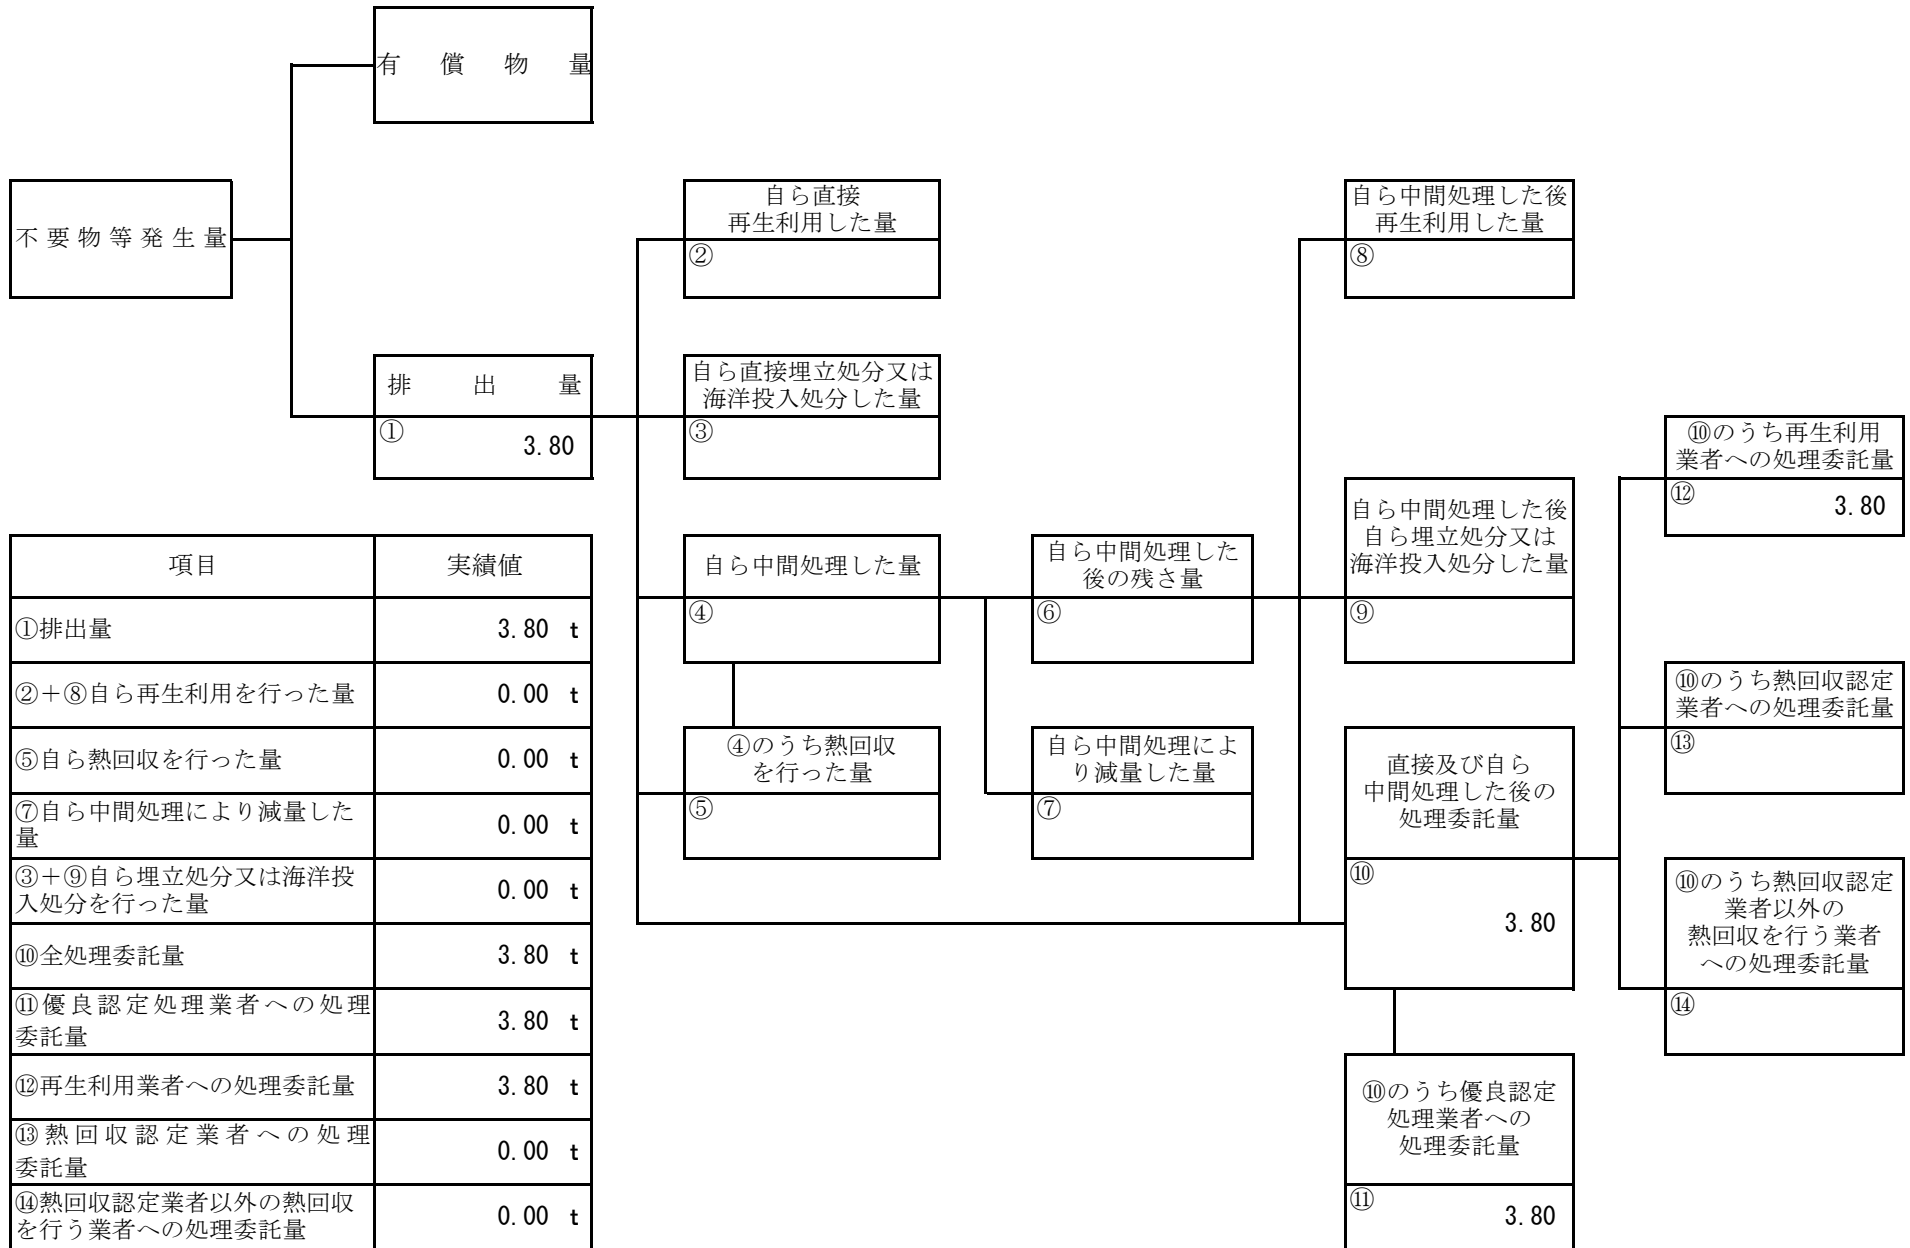 有償物量
不要物等発生量
自ら直接
再生利用した量
②
自ら中間処理した後
再生利用した量
⑧
排出量
①
3.80
自ら直接埋立処分又は
海洋投入処分した量
③
⑩のうち再生利用
業者への処理委託量
⑫
3.80
自ら中間処理した量
④
自ら中間処理した
後の残さ量
⑥
自ら中間処理した後
自ら埋立処分又は
海洋投入処分した量
⑨
⑩のうち熱回収認定
業者への処理委託量
⑬
④のうち熱回収
を行った量
⑤
自ら中間処理によ
り減量した量
⑦
直接及び自ら
中間処理した後の
処理委託量
⑩
3.80
⑩のうち熱回収認定
業者以外の
熱回収を行う業者
への処理委託量
⑭
⑩のうち優良認定
処理業者への
処理委託量
⑪
3.80
項目 実績値
①排出量 3.80 t
②＋⑧自ら再生利用を行った量 0.00 t
⑤自ら熱回収を行った量 0.00 t
⑦自ら中間処理により減量した
量 0.00 t
③＋⑨自ら埋立処分又は海洋投
入処分を行った量 0.00 t
⑩全処理委託量 3.80 t
⑪優良認定処理業者への処理
委託量 3.80 t
⑫再生利用業者への処理委託量 3.80 t
⑬熱回収認定業者への処理
委託量 0.00 t
⑭熱回収認定業者以外の熱回収
を行う業者への処理委託量 0.00 t